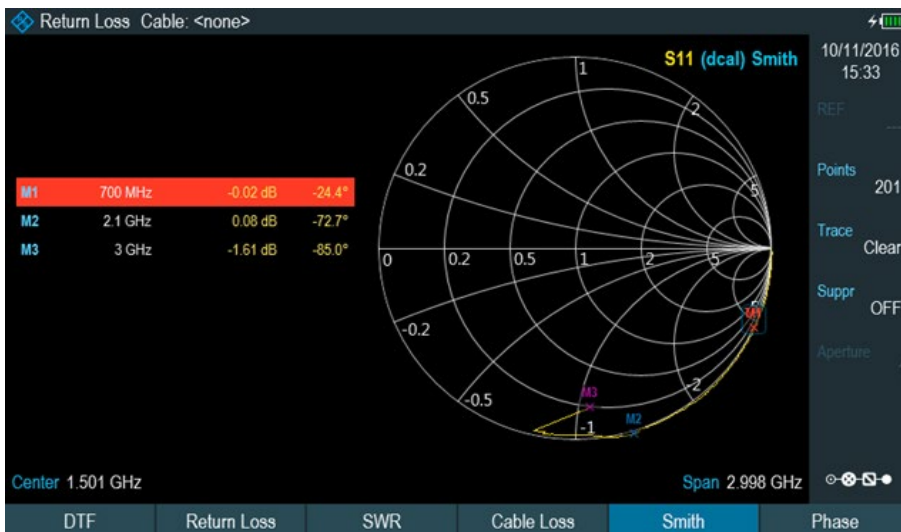 Return Loss Cable: <none>
S11 (dcal) Smith
10/11/2016
15:33
REF
Points
201
Trace
Clear
Suppr
OFF
Aperture
M1 700 MHz -0.02 dB -24.4°
M2 2.1 GHz 0.08 dB -72.7°
M3 3 GHz -1.61 dB -85.0°
1
0.5
2
0.2
5
0 0.2 0.5 1 2 5
-0.2
M1
-0.5
-2
M3
M2
-1
Center 1.501 GHz
Span 2.998 GHz
DTF Return Loss SWR Cable Loss Smith Phase